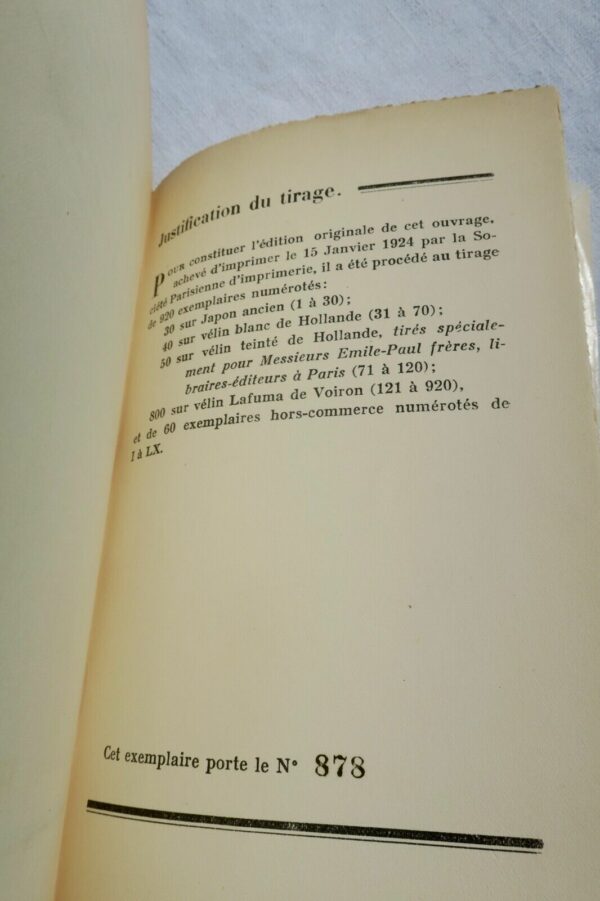 Justification du tirage.
Pour constituer l'édition originale de cet ouvrage,
achevé d'imprimer le 15 Janvier 1924 par la So-
ciété Parisienne d'imprimerie, il a été procédé au tirage
de 920 exemplaires numérotés:
30 sur Japon ancien (1 à 30);
40 sur vélin blanc de Hollande (31 à 70);
50 sur vélin teinté de Hollande, tirés spéciale-
ment pour Messieurs Emile-Paul frères, li-
braires-éditeurs à Paris (71 à 120);
800 sur vélin Lafuma de Voiron (121 à 920),
et de 60 exemplaires hors-commerce numérotés de
I à LX.
Cet exemplaire porte le N° 878